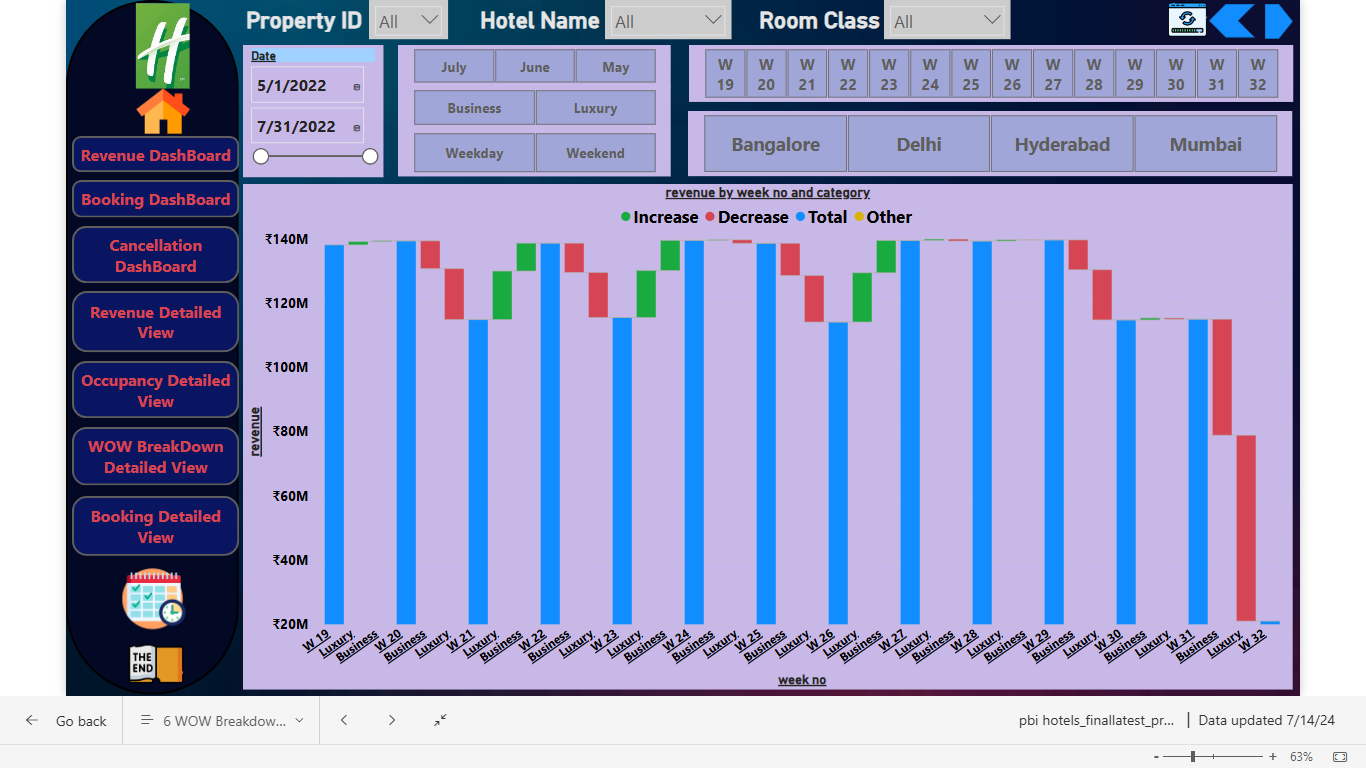 Property ID All Hotel Name All Room Class All
Date
5/1/2022
7/31/2022
July June May
Business Luxury
Weekday Weekend
W 19 W 20 W 21 W 22 W 23 W 24 W 25 W 26 W 27 W 28 W 29 W 30 W 31 W 32
Bangalore Delhi Hyderabad Mumbai
Revenue DashBoard
Booking DashBoard
Cancellation
DashBoard
Revenue Detailed
View
Occupancy Detailed
View
WOW BreakDown
Detailed View
Booking Detailed
View
THE
END
revenue by week no and category
Increase Decrease Total Other
₹140M
₹120M
₹100M
₹80M
₹60M
₹40M
₹20M
revenue
W 19 Luxury Business W 20 Business Luxury W 21 Luxury Business W 22 Business Luxury W 23 Luxury Business W 24 Business Luxury W 25 Business Luxury W 26 Luxury Business W 27 Luxury Business W 28 Luxury Business W 29 Business Luxury W 30 Business Luxury W 31 Business Luxury W 32
week no
Go back 6 WOW Breakdow... pbi hotels_finallatest_pr... | Data updated 7/14/24
- + 63%